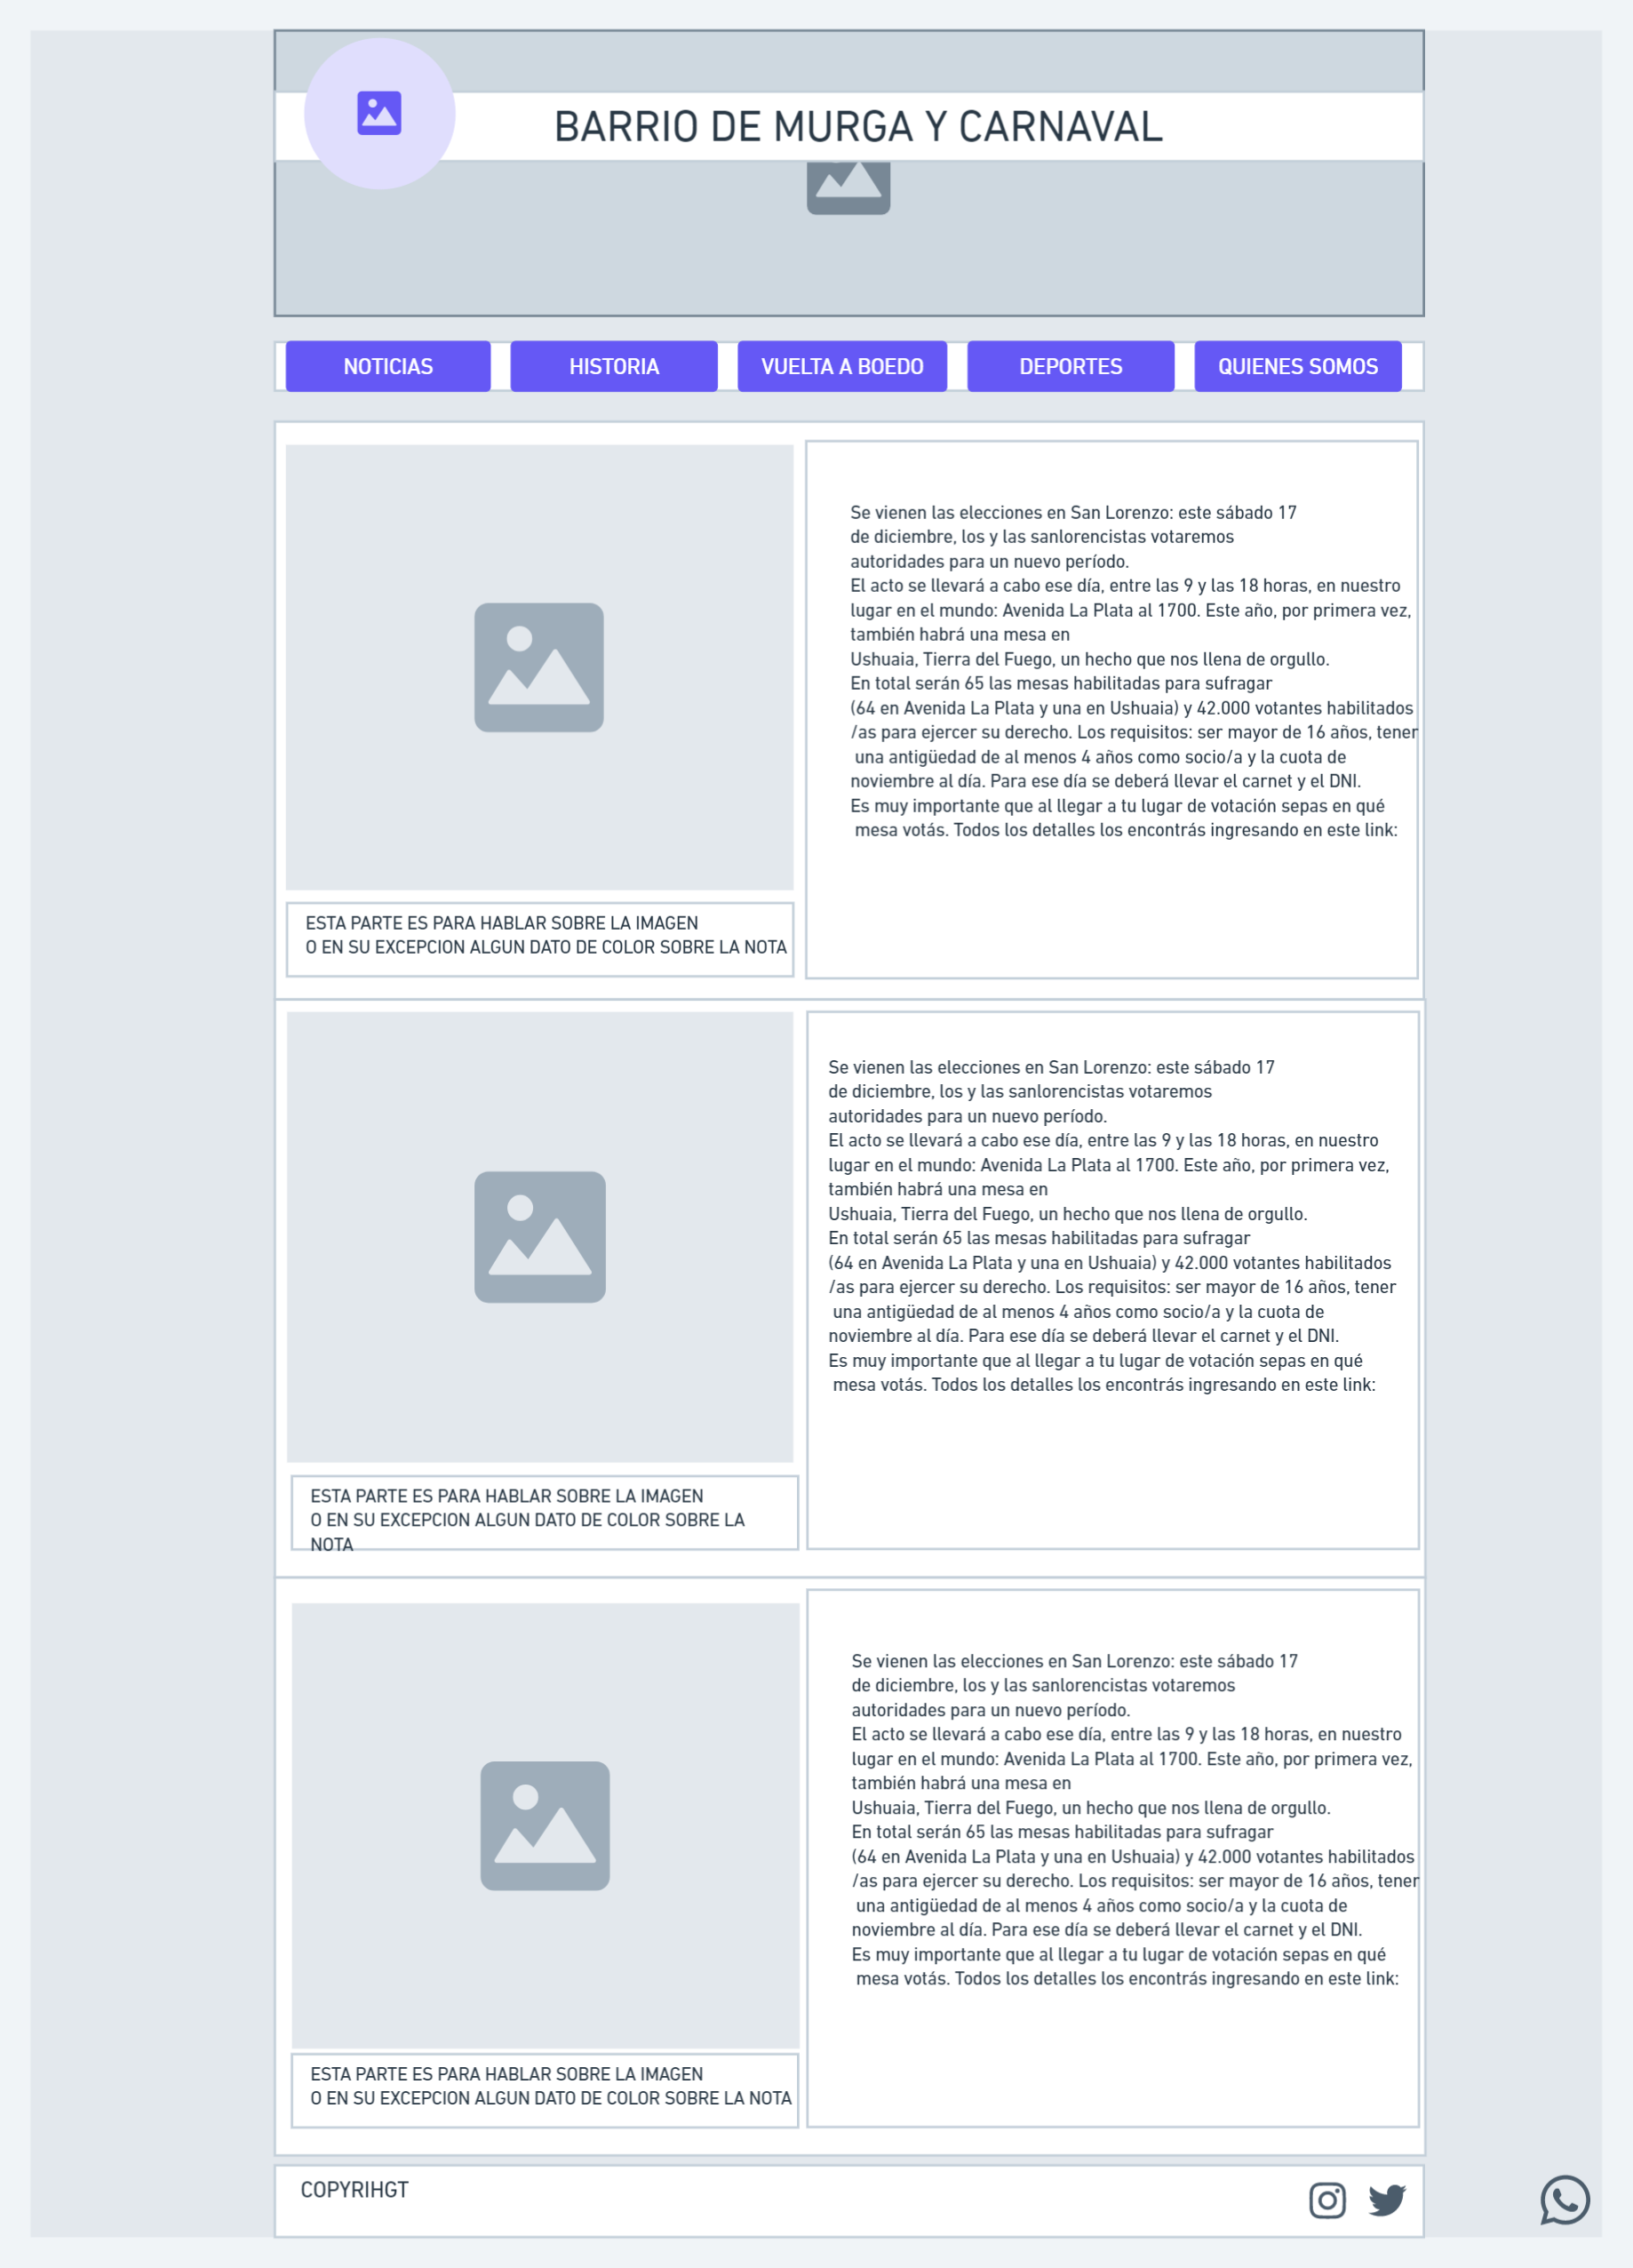 BARRIO DE MURGA Y CARNAVAL
NOTICIAS
HISTORIA
VUELTA A BOEDO
DEPORTES
QUIENES SOMOS
Se vienen las elecciones en San Lorenzo: este sábado 17
de diciembre, los y las sanlorencistas votaremos
autoridades para un nuevo período.
El acto se llevará a cabo ese día, entre las 9 y las 18 horas, en nuestro
lugar en el mundo: Avenida La Plata al 1700. Este año, por primera vez,
también habrá una mesa en
Ushuaia, Tierra del Fuego, un hecho que nos llena de orgullo.
En total serán 65 las mesas habilitadas para sufragar
(64 en Avenida La Plata y una en Ushuaia) y 42.000 votantes habilitados
/as para ejercer su derecho. Los requisitos: ser mayor de 16 años, tener
una antigüedad de al menos 4 años como socio/a y la cuota de
noviembre al día. Para ese día se deberá llevar el carnet y el DNI.
Es muy importante que al llegar a tu lugar de votación sepas en qué
mesa votás. Todos los detalles los encontrás ingresando en este link:
ESTA PARTE ES PARA HABLAR SOBRE LA IMAGEN
O EN SU EXCEPCION ALGUN DATO DE COLOR SOBRE LA NOTA
Se vienen las elecciones en San Lorenzo: este sábado 17
de diciembre, los y las sanlorencistas votaremos
autoridades para un nuevo período.
El acto se llevará a cabo ese día, entre las 9 y las 18 horas, en nuestro
lugar en el mundo: Avenida La Plata al 1700. Este año, por primera vez,
también habrá una mesa en
Ushuaia, Tierra del Fuego, un hecho que nos llena de orgullo.
En total serán 65 las mesas habilitadas para sufragar
(64 en Avenida La Plata y una en Ushuaia) y 42.000 votantes habilitados
/as para ejercer su derecho. Los requisitos: ser mayor de 16 años, tener
una antigüedad de al menos 4 años como socio/a y la cuota de
noviembre al día. Para ese día se deberá llevar el carnet y el DNI.
Es muy importante que al llegar a tu lugar de votación sepas en qué
mesa votás. Todos los detalles los encontrás ingresando en este link:
ESTA PARTE ES PARA HABLAR SOBRE LA IMAGEN
O EN SU EXCEPCION ALGUN DATO DE COLOR SOBRE LA
NOTA
Se vienen las elecciones en San Lorenzo: este sábado 17
de diciembre, los y las sanlorencistas votaremos
autoridades para un nuevo período.
El acto se llevará a cabo ese día, entre las 9 y las 18 horas, en nuestro
lugar en el mundo: Avenida La Plata al 1700. Este año, por primera vez,
también habrá una mesa en
Ushuaia, Tierra del Fuego, un hecho que nos llena de orgullo.
En total serán 65 las mesas habilitadas para sufragar
(64 en Avenida La Plata y una en Ushuaia) y 42.000 votantes habilitados
/as para ejercer su derecho. Los requisitos: ser mayor de 16 años, tener
una antigüedad de al menos 4 años como socio/a y la cuota de
noviembre al día. Para ese día se deberá llevar el carnet y el DNI.
Es muy importante que al llegar a tu lugar de votación sepas en qué
mesa votás. Todos los detalles los encontrás ingresando en este link:
ESTA PARTE ES PARA HABLAR SOBRE LA IMAGEN
O EN SU EXCEPCION ALGUN DATO DE COLOR SOBRE LA NOTA
COPYRIHGT